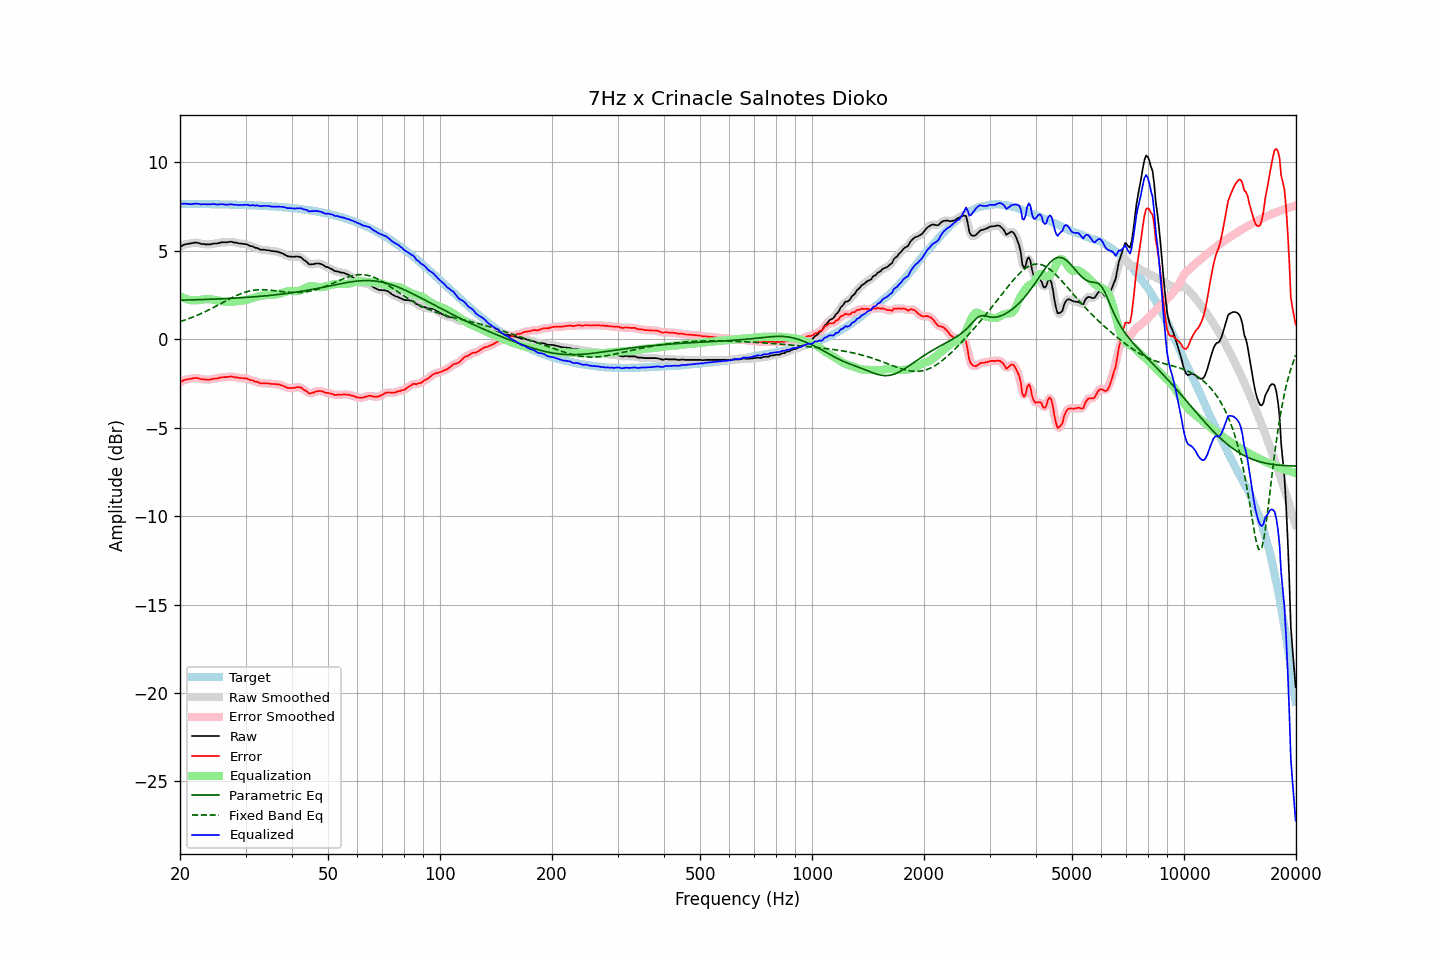 7Hz x Crinacle Salnotes Dioko
10
5
0
−5
−10
−15
−20
−25
Amplitude (dBr)
Target
Raw Smoothed
Error Smoothed
Raw
Error
Equalization
Parametric Eq
Fixed Band Eq
Equalized
20 50 100 200 500 1000 2000 5000 10000 20000
Frequency (Hz)